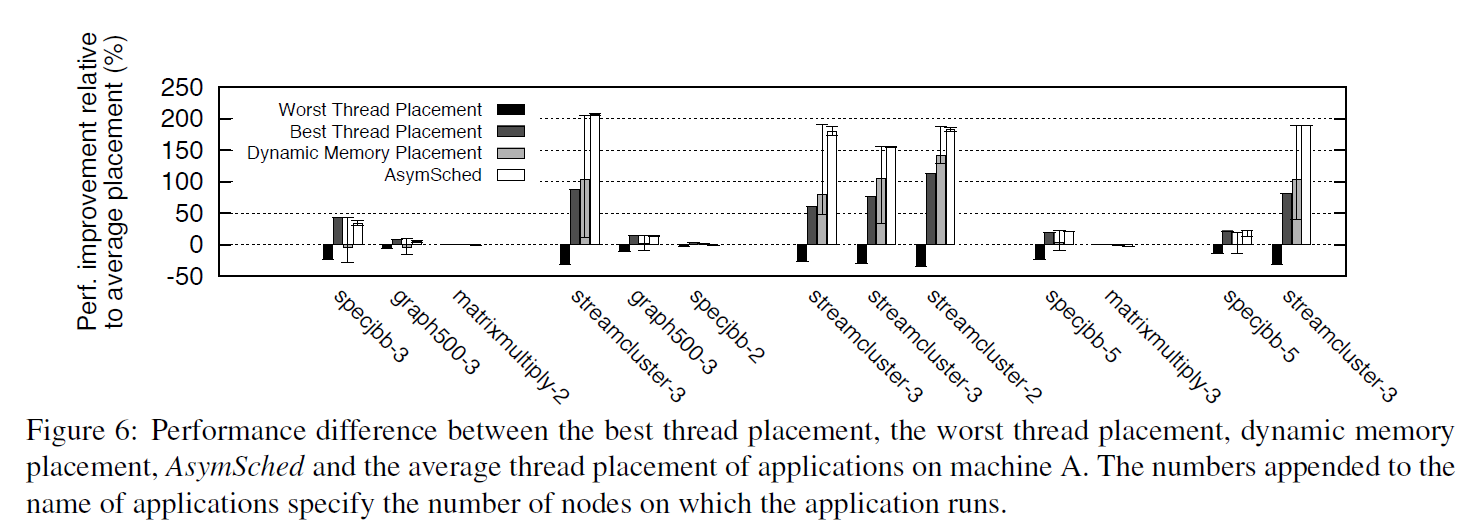 Perf. improvement relative
to average placement (%)
250
200
150
100
50
0
-50
Worst Thread Placement
Best Thread Placement
Dynamic Memory Placement
AsymSched
specjbb-3
graph500-3
matrixmultiply-2
streamcluster-3
graph500-3
specjbb-2
streamcluster-3
streamcluster-3
streamcluster-2
specjbb-5
matrixmultiply-3
specjbb-5
streamcluster-3
Figure 6: Performance difference between the best thread placement, the worst thread placement, dynamic memory
placement, AsymSched and the average thread placement of applications on machine A. The numbers appended to the
name of applications specify the number of nodes on which the application runs.